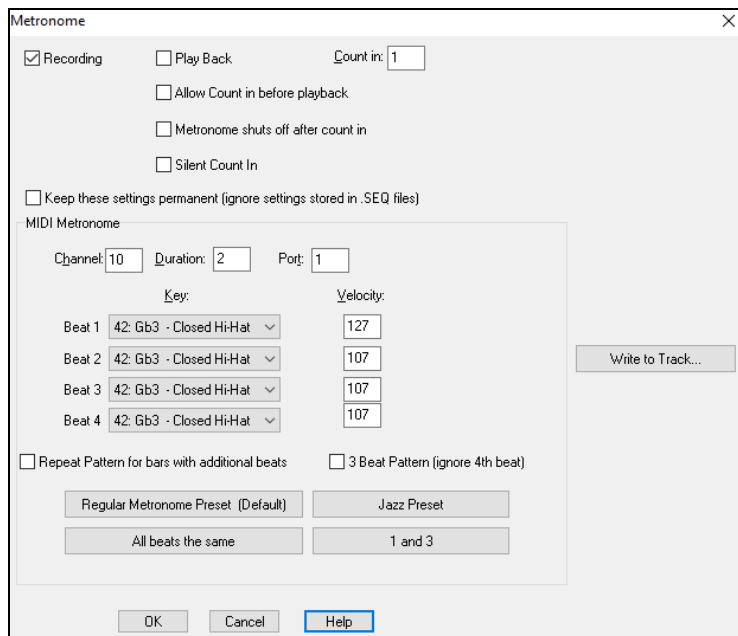 Metronome
Recording Play Back Count in: 1
Allow Count in before playback
Metronome shuts off after count in
Silent Count In
Keep these settings permanent (ignore settings stored in .SEQ files)
MIDI Metronome
Channel: 10 Duration: 2 Port: 1
Key: Velocity:
Beat 1 42: Gb3 - Closed Hi-Hat 127
Beat 2 42: Gb3 - Closed Hi-Hat 107
Write to Track...
Beat 3 42: Gb3 - Closed Hi-Hat 107
Beat 4 42: Gb3 - Closed Hi-Hat 107
Repeat Pattern for bars with additional beats 3 Beat Pattern (ignore 4th beat)
Regular Metronome Preset (Default) Jazz Preset
All beats the same 1 and 3
OK Cancel Help